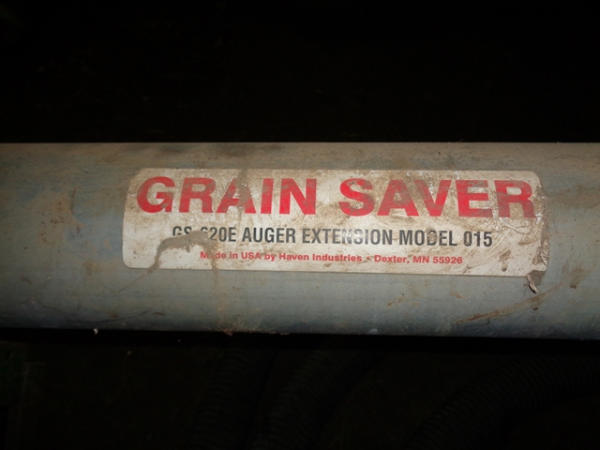 GRAIN SAVER
GS-620E AUGER EXTENSION MODEL 015
Made in USA by Haven Industries - Dexter, MN 55926